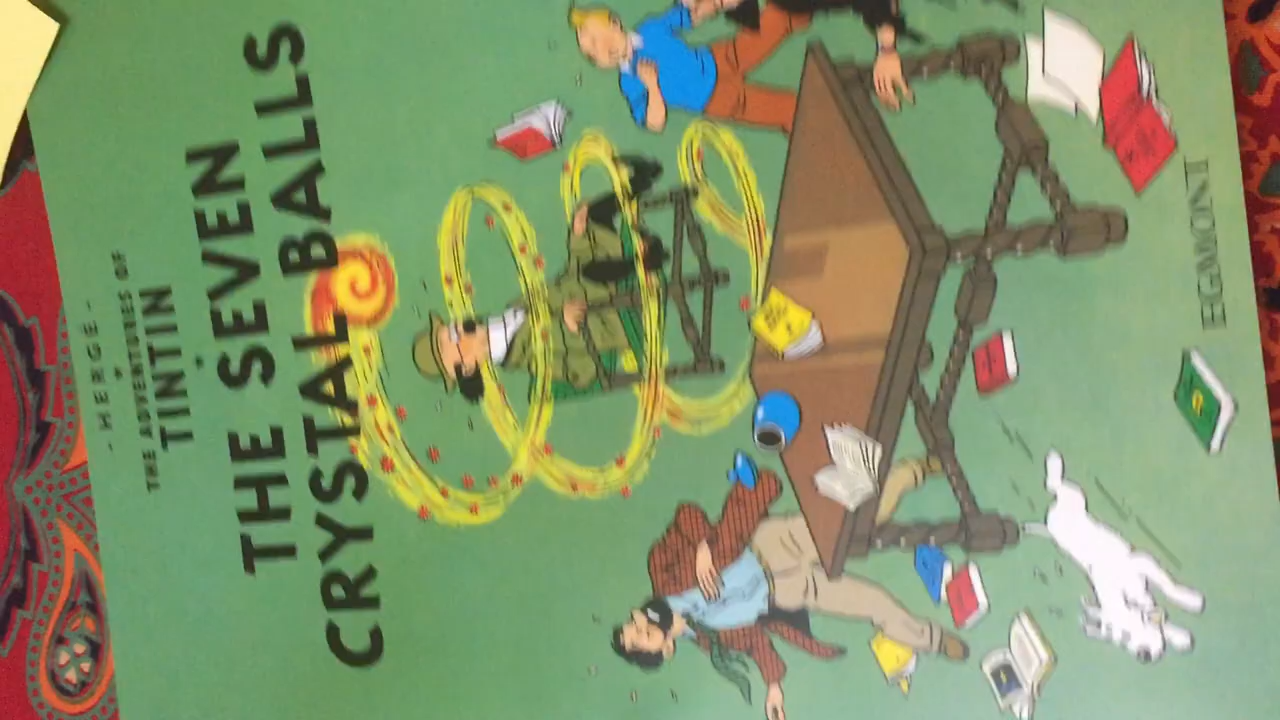 - HERGÉ -
THE ADVENTURES OF
TINTIN
THE SEVEN
CRYSTAL BALLS
EGMONT